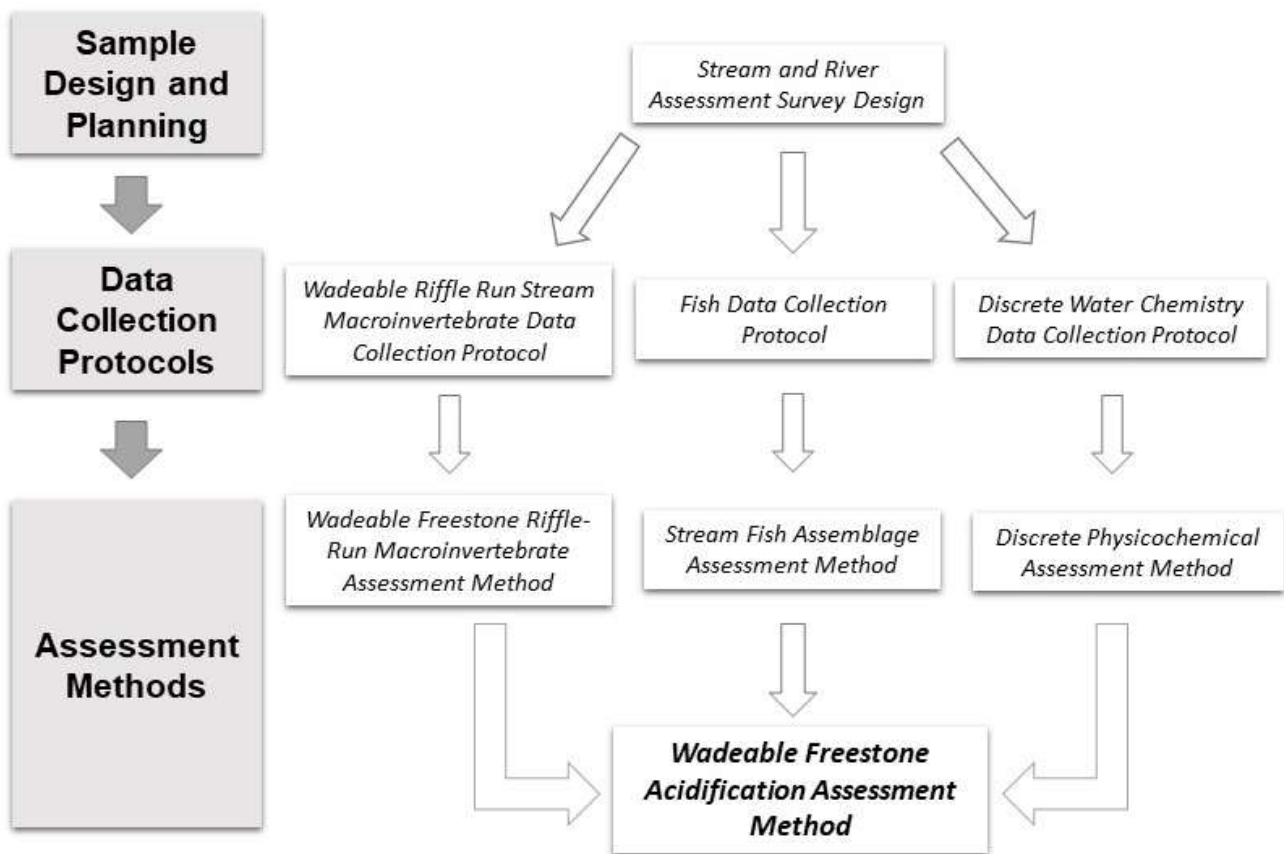 Sample
Design and
Planning
Stream and River
Assessment Survey Design
Data
Collection
Protocols
Wadeable Riffle Run Stream
Macroinvertebrate Data
Collection Protocol
Fish Data Collection
Protocol
Discrete Water Chemistry
Data Collection Protocol
Assessment
Methods
Wadeable Freestone Riffle-
Run Macroinvertebrate
Assessment Method
Stream Fish Assemblage
Assessment Method
Discrete Physicochemical
Assessment Method
Wadeable Freestone
Acidification Assessment
Method